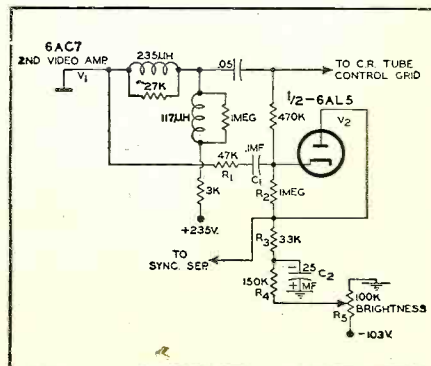 6AC7
2ND VIDEO AMP.
V1
235µH
27K
.05
TO C.R. TUBE
CONTROL GRID
1/2-6AL5
V2
117µH
1MEG
470K
47K
R1
.1MF
C1
R2
1MEG
3K
+235V.
TO
SYNC. SEP.
R3
33K
.25
C2
MF
150K
R4
100K
BRIGHTNESS
R5
-103V.